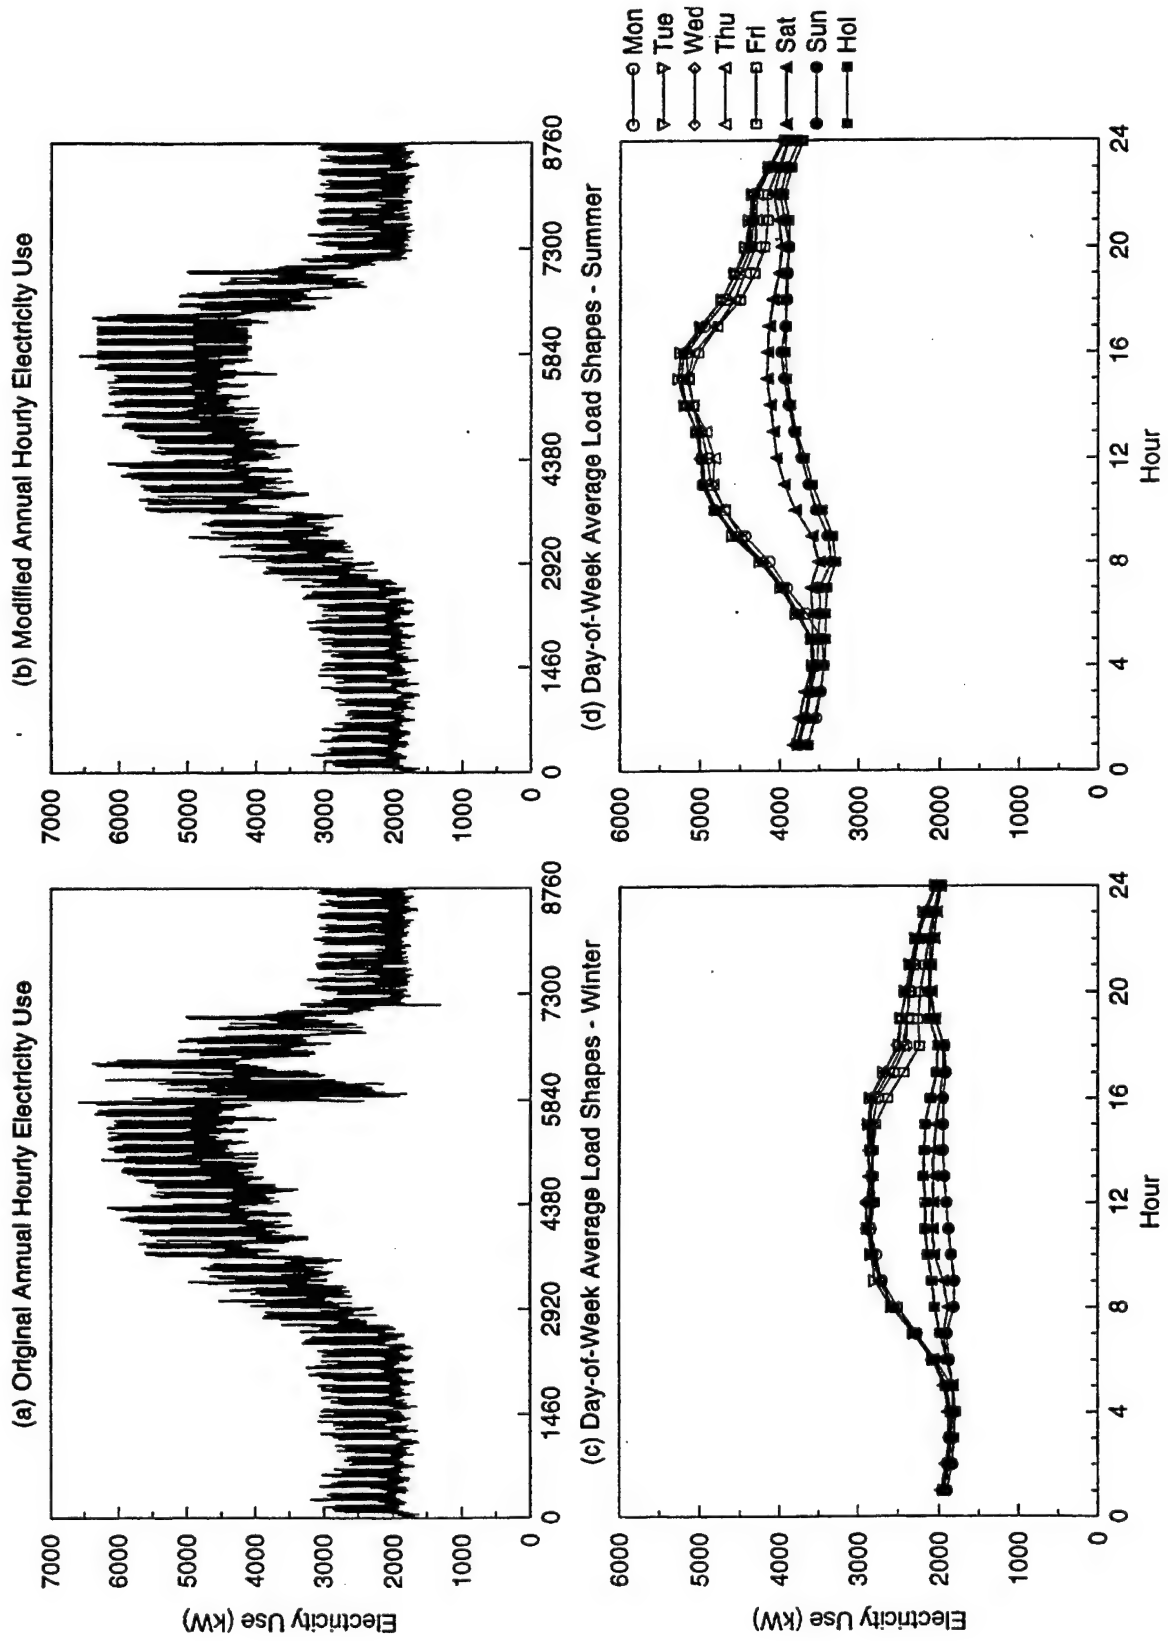 (a) Original Annual Hourly Electricity Use
Electricity Use (kW)
7000
6000
5000
4000
3000
2000
1000
0
0 1460 2920 4380 5840 7300 8760
(b) Modified Annual Hourly Electricity Use
7000
6000
5000
4000
3000
2000
1000
0
0 1460 2920 4380 5840 7300 8760
(c) Day-of-Week Average Load Shapes - Winter
Electricity Use (kW)
6000
5000
4000
3000
2000
1000
0
0 4 8 12 16 20 24
Hour
(d) Day-of-Week Average Load Shapes - Summer
6000
5000
4000
3000
2000
1000
0
0 4 8 12 16 20 24
Hour
Mon
Tue
Wed
Thu
Fri
Sat
Sun
Hol